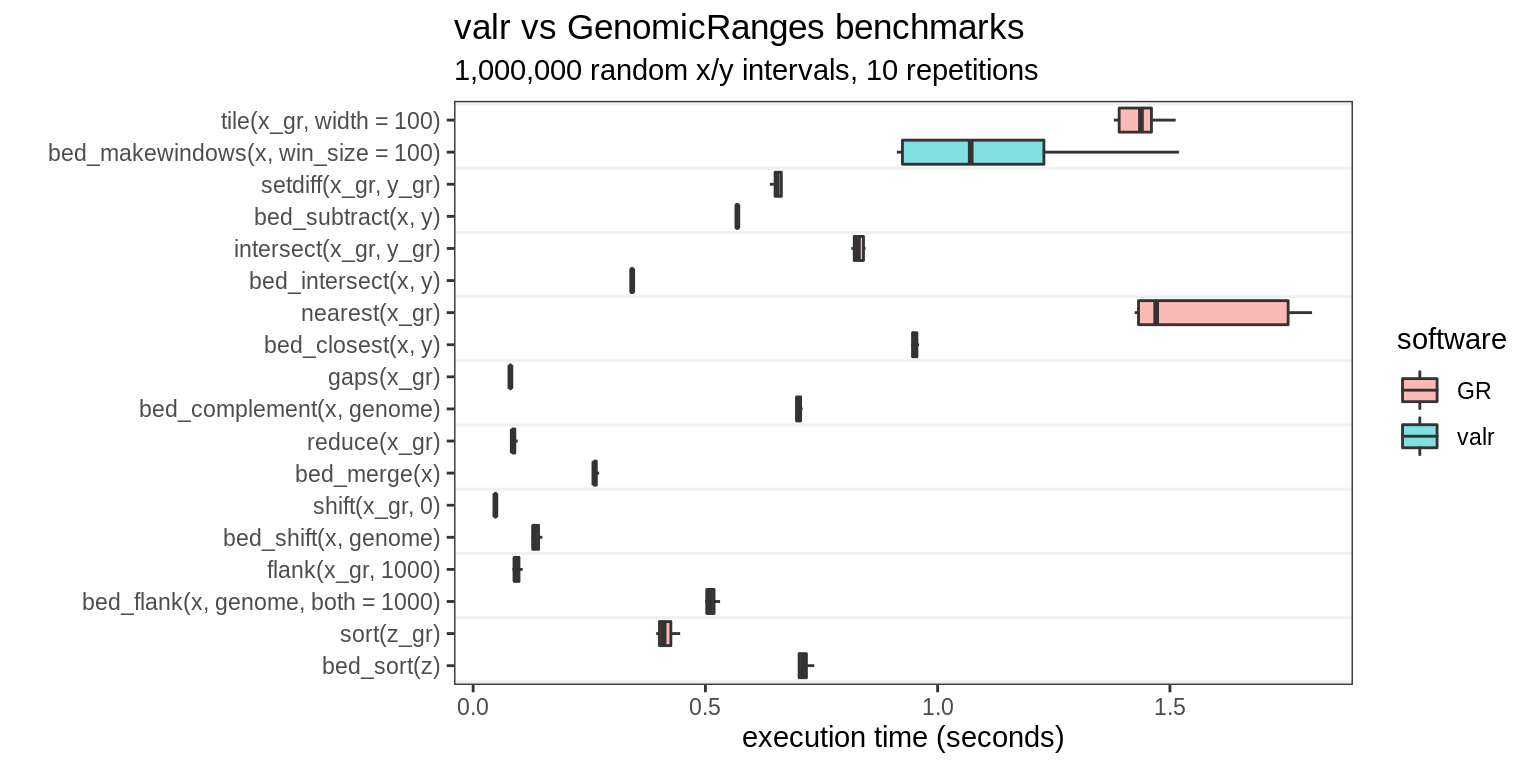 valr vs GenomicRanges benchmarks
1,000,000 random x/y intervals, 10 repetitions
tile(x_gr, width = 100)
bed_makewindows(x, win_size = 100)
setdiff(x_gr, y_gr)
bed_subtract(x, y)
intersect(x_gr, y_gr)
bed_intersect(x, y)
nearest(x_gr)
bed_closest(x, y)
gaps(x_gr)
bed_complement(x, genome)
reduce(x_gr)
bed_merge(x)
shift(x_gr, 0)
bed_shift(x, genome)
flank(x_gr, 1000)
bed_flank(x, genome, both = 1000)
sort(z_gr)
bed_sort(z)
0.0 0.5 1.0 1.5
execution time (seconds)
software
GR
valr